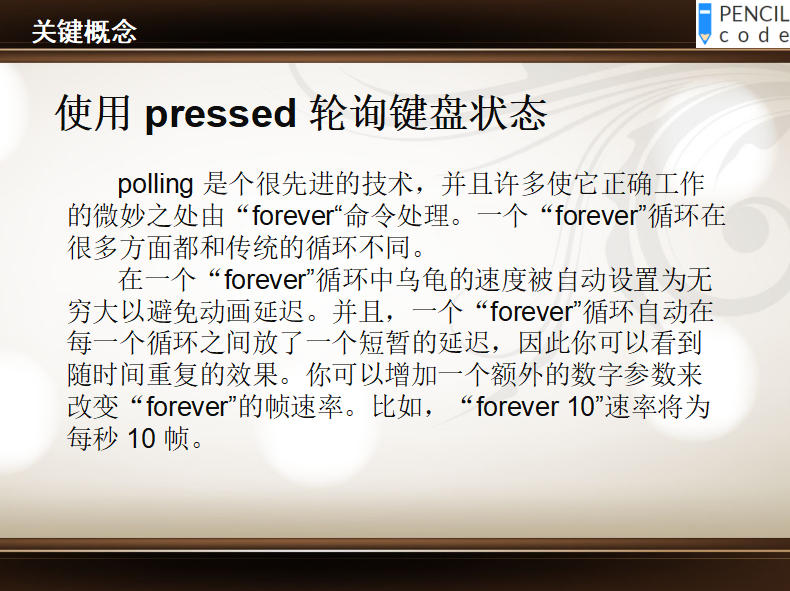 关键概念
PENCIL
code
使用 pressed 轮询键盘状态
polling 是个很先进的技术，并且许多使它正确工作
的微妙之处由“forever“命令处理。一个“forever”循环在
很多方面都和传统的循环不同。
在一个“forever”循环中乌龟的速度被自动设置为无
穷大以避免动画延迟。并且，一个“forever”循环自动在
每一个循环之间放了一个短暂的延迟，因此你可以看到
随时间重复的效果。你可以增加一个额外的数字参数来
改变“forever”的帧速率。比如，“forever 10”速率将为
每秒 10 帧。